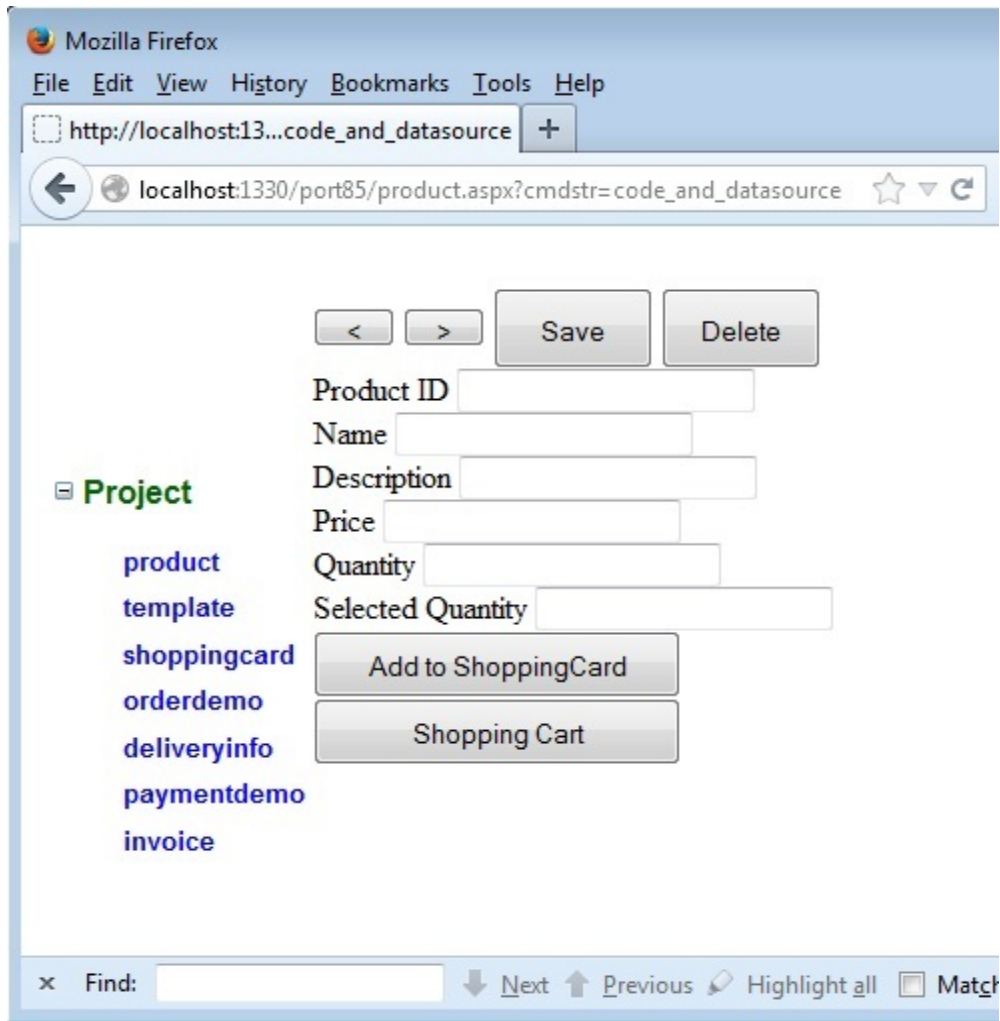 Mozilla Firefox
File Edit View History Bookmarks Tools Help
http://localhost:13...code_and_datasource +
localhost:1330/port85/product.aspx?cmdstr=code_and_datasource
< > Save Delete
Product ID
Name
Description
Price
Quantity
Selected Quantity
Add to ShoppingCard
Shopping Cart
Project
product
template
shoppingcard
orderdemo
deliveryinfo
paymentdemo
invoice
× Find: Next Previous Highlight all Match